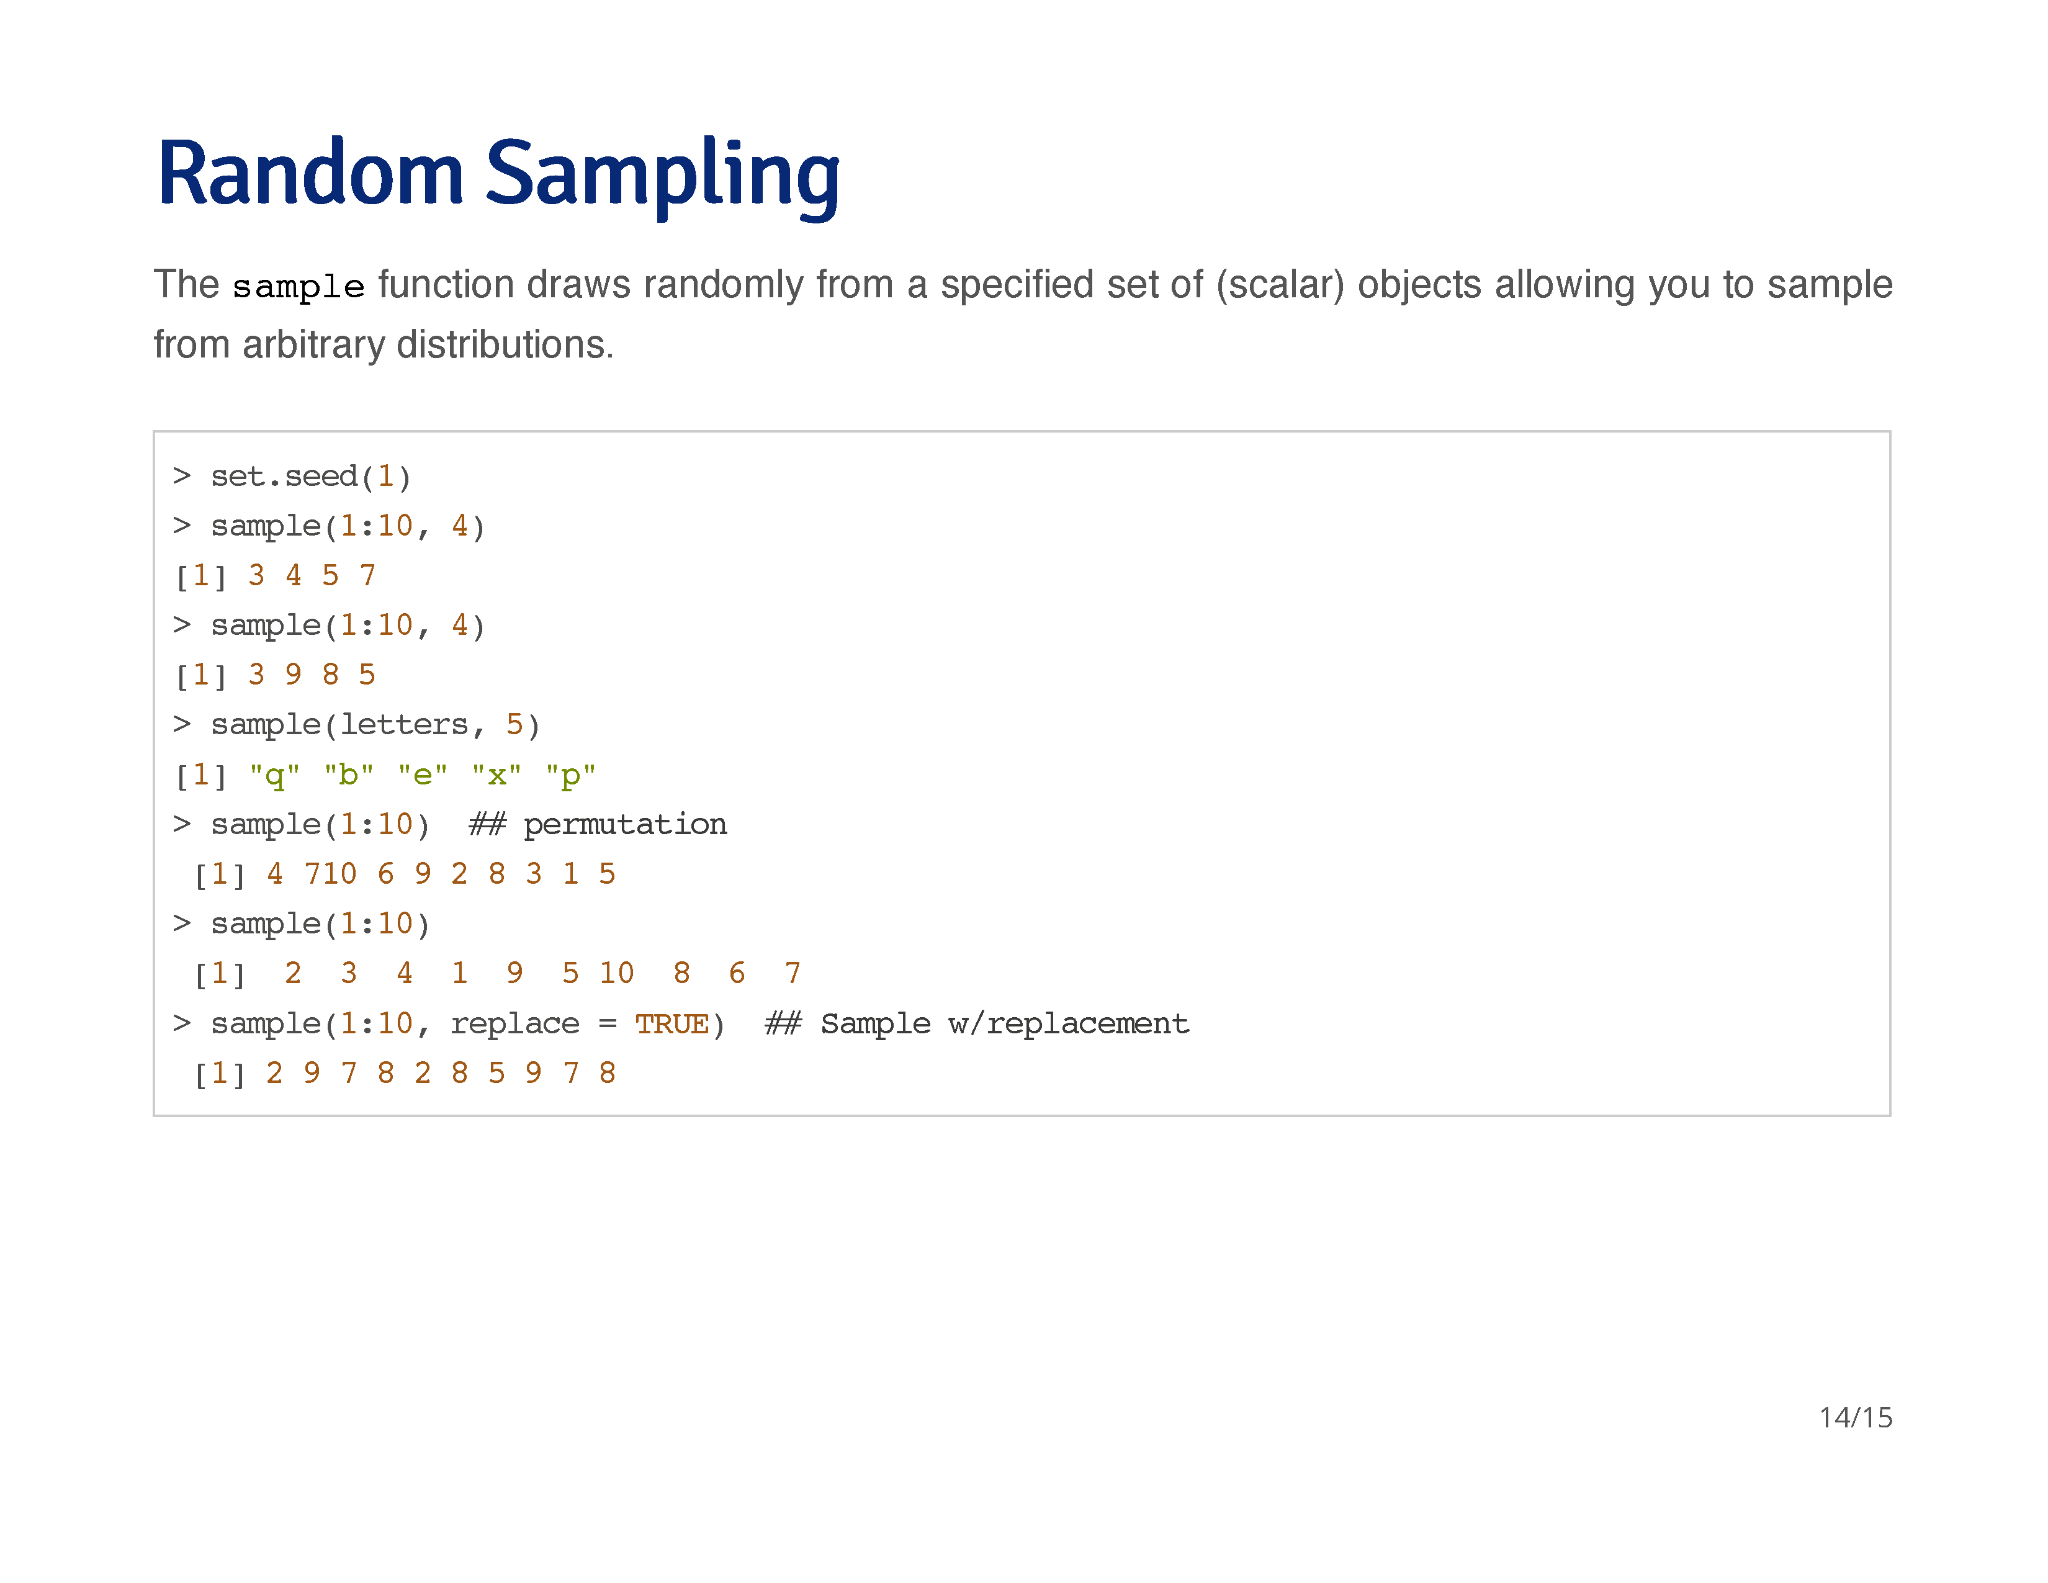 Random Sampling
The sample function draws randomly from a specified set of (scalar) objects allowing you to sample
from arbitrary distributions.
> set.seed(1)
> sample(1:10, 4)
[1] 3 4 5 7
> sample(1:10, 4)
[1] 3 9 8 5
> sample(letters, 5)
[1] "q" "b" "e" "x" "p"
> sample(1:10)  ## permutation
 [1] 4 710 6 9 2 8 3 1 5
> sample(1:10)
 [1]  2  3  4  1  9  5 10  8  6  7
> sample(1:10, replace = TRUE)  ## Sample w/replacement
 [1] 2 9 7 8 2 8 5 9 7 8
14/15